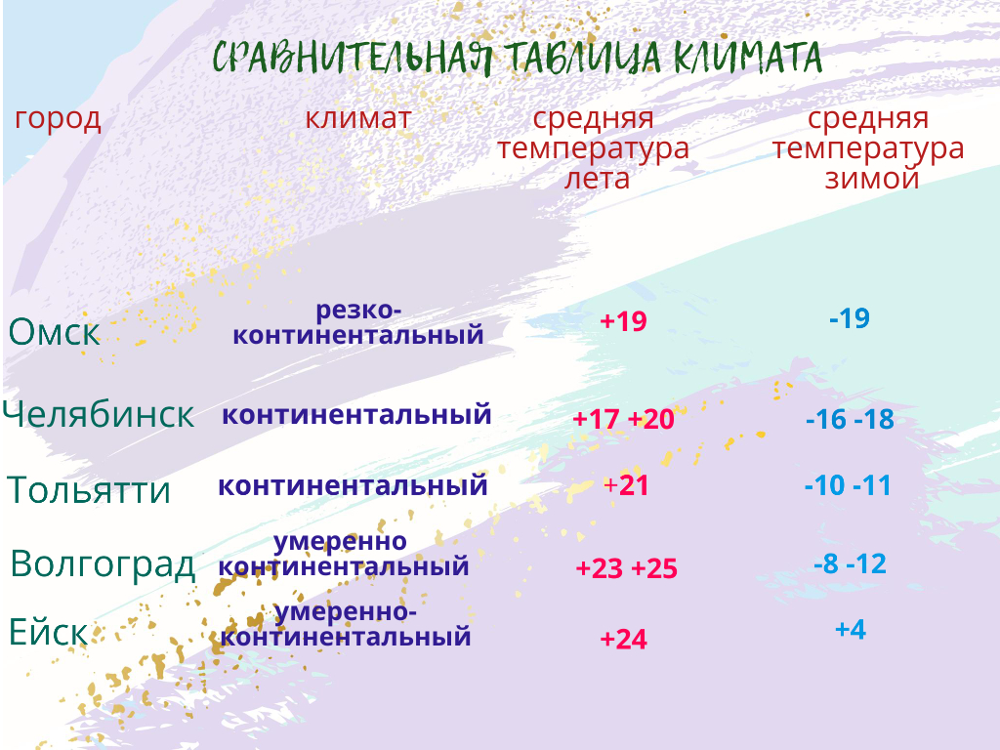 СРАВНИТЕЛЬНАЯ ТАБЛИЦА КЛИМАТА
город климат средняя температура лета средняя температура зимой
Омск резко-континентальный +19 -19
Челябинск континентальный +17 +20 -16 -18
Тольятти континентальный +21 -10 -11
Волгоград умеренно континентальный +23 +25 -8 -12
Ейск умеренно-континентальный +24 +4